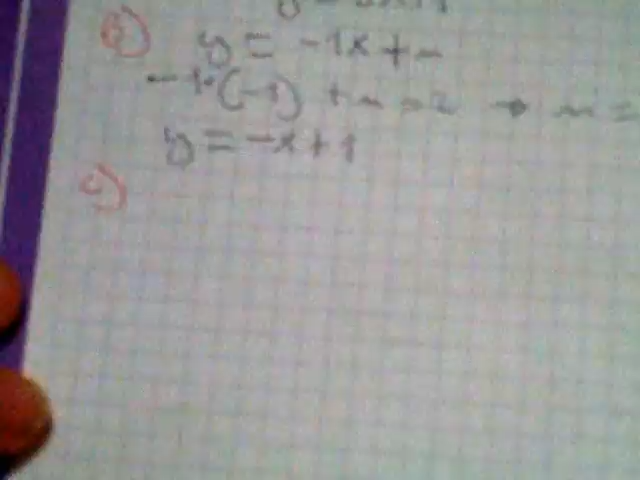 b) y = -1x + n
-1·(-1) + n = 2 → n =
y = -x + 1
c)